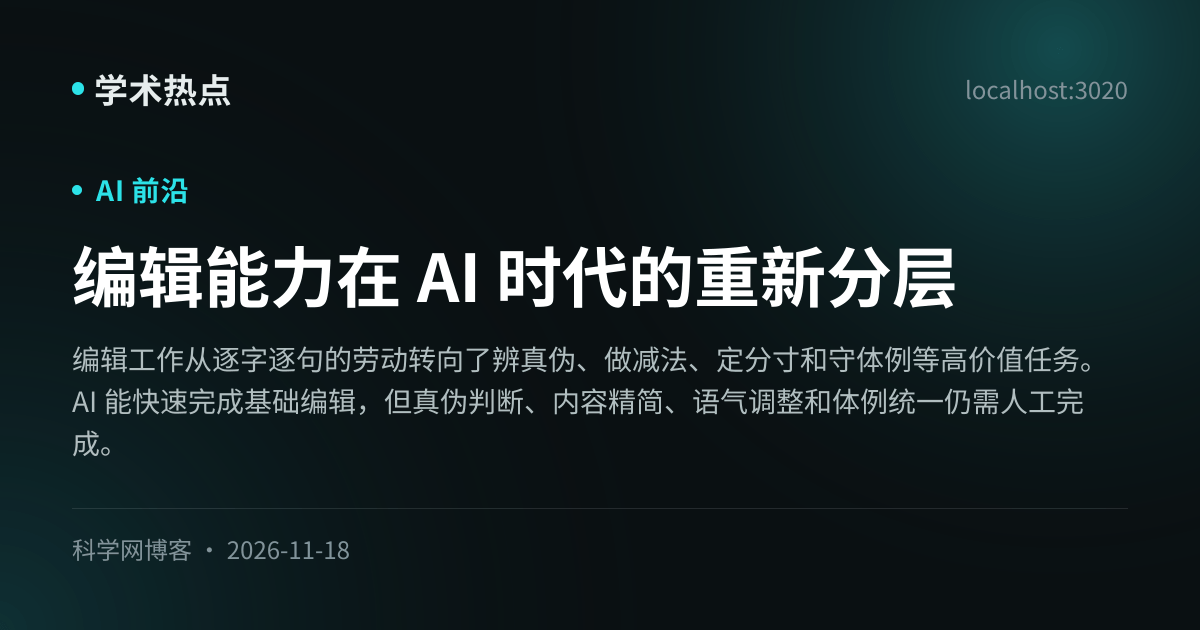 学术热点
localhost:3020
AI 前沿
编辑能力在 AI 时代的重新分层
编辑工作从逐字逐句的劳动转向了辨真伪、做减法、定分寸和守体例等高价值任务。
AI 能快速完成基础编辑，但真伪判断、内容精简、语气调整和体例统一仍需人工完
成。
科学网博客 · 2026-11-18